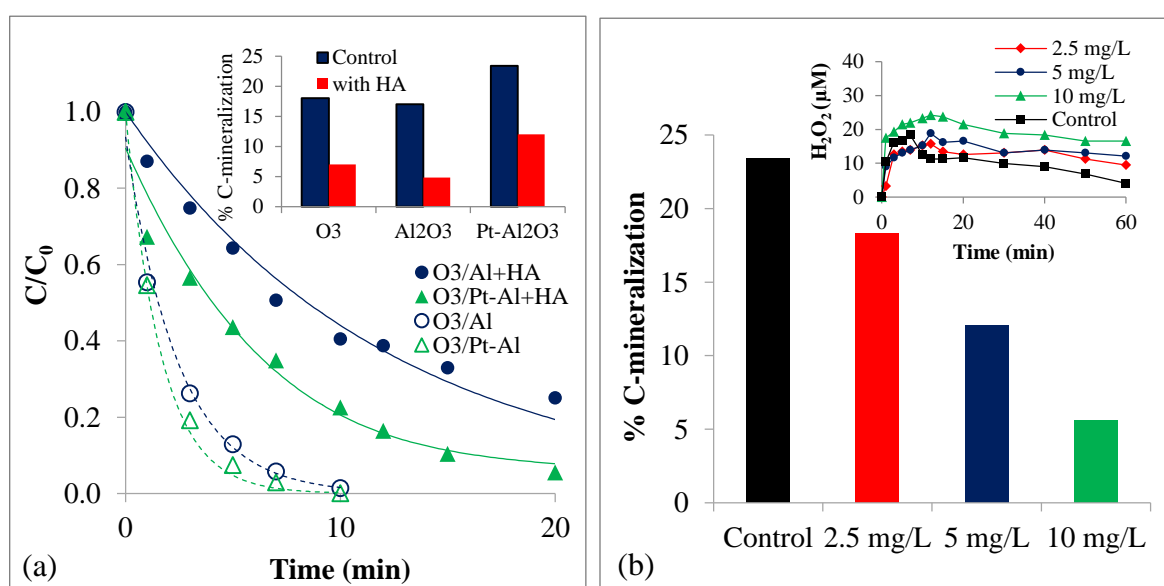 25
20
15
10
5
0
% C-mineralization
Control
with HA
O3
Al2O3
Pt-Al2O3
1.0
0.8
0.6
0.4
0.2
0.0
C/C₀
O3/Al+HA
O3/Pt-Al+HA
O3/Al
O3/Pt-Al
0
10
20
Time (min)
(a)
25
20
15
10
5
0
% C-mineralization
Control
2.5 mg/L
5 mg/L
10 mg/L
(b)
2.5 mg/L
5 mg/L
10 mg/L
Control
40
30
20
10
0
H₂O₂ (µM)
0
20
40
60
Time (min)